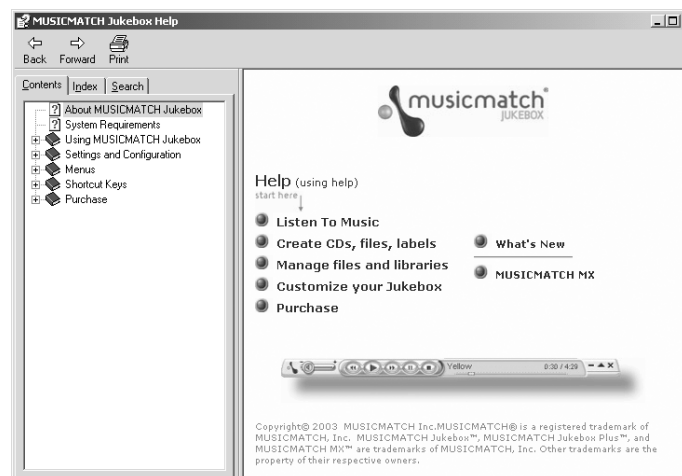 MUSICMATCH Jukebox Help
Back Forward Print
Contents Index Search
About MUSICMATCH Jukebox
System Requirements
Using MUSICMATCH Jukebox
Settings and Configuration
Menus
Shortcut Keys
Purchase
musicmatch®
JUKEBOX
Help (using help)
start here
Listen To Music
Create CDs, files, labels
Manage files and libraries
Customize your Jukebox
Purchase
What's New
MUSICMATCH MX
Yellow 0:30 / 4:29
Copyright© 2003 MUSICMATCH Inc.MUSICMATCH® is a registered trademark of
MUSICMATCH, Inc. MUSICMATCH Jukebox™, MUSICMATCH Jukebox Plus™, and
MUSICMATCH MX™ are trademarks of MUSICMATCH, Inc. Other trademarks are the
property of their respective owners.